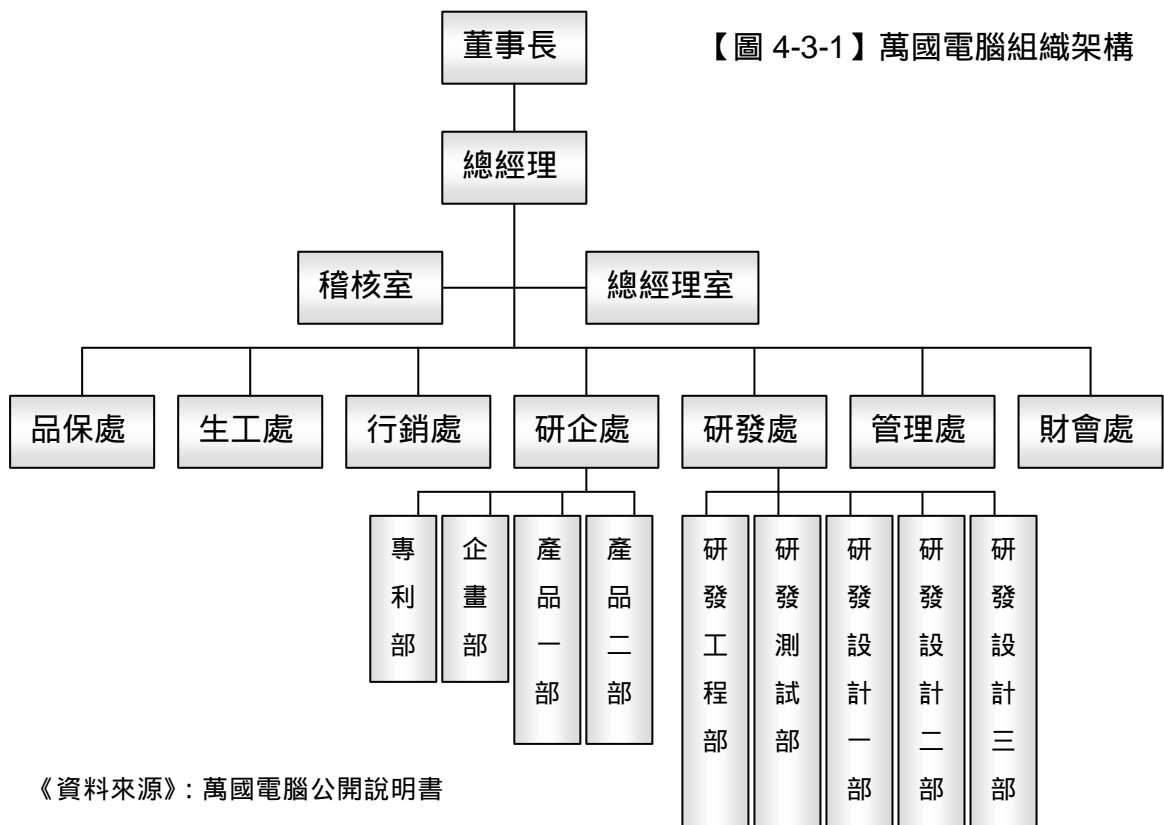 董事長
【圖 4-3-1】萬國電腦組織架構
總經理
稽核室
總經理室
品保處
生工處
行銷處
研企處
研發處
管理處
財會處
專利部
企畫部
產品一部
產品二部
研發工程部
研發測試部
研發設計一部
研發設計二部
研發設計三部
《資料來源》：萬國電腦公開說明書